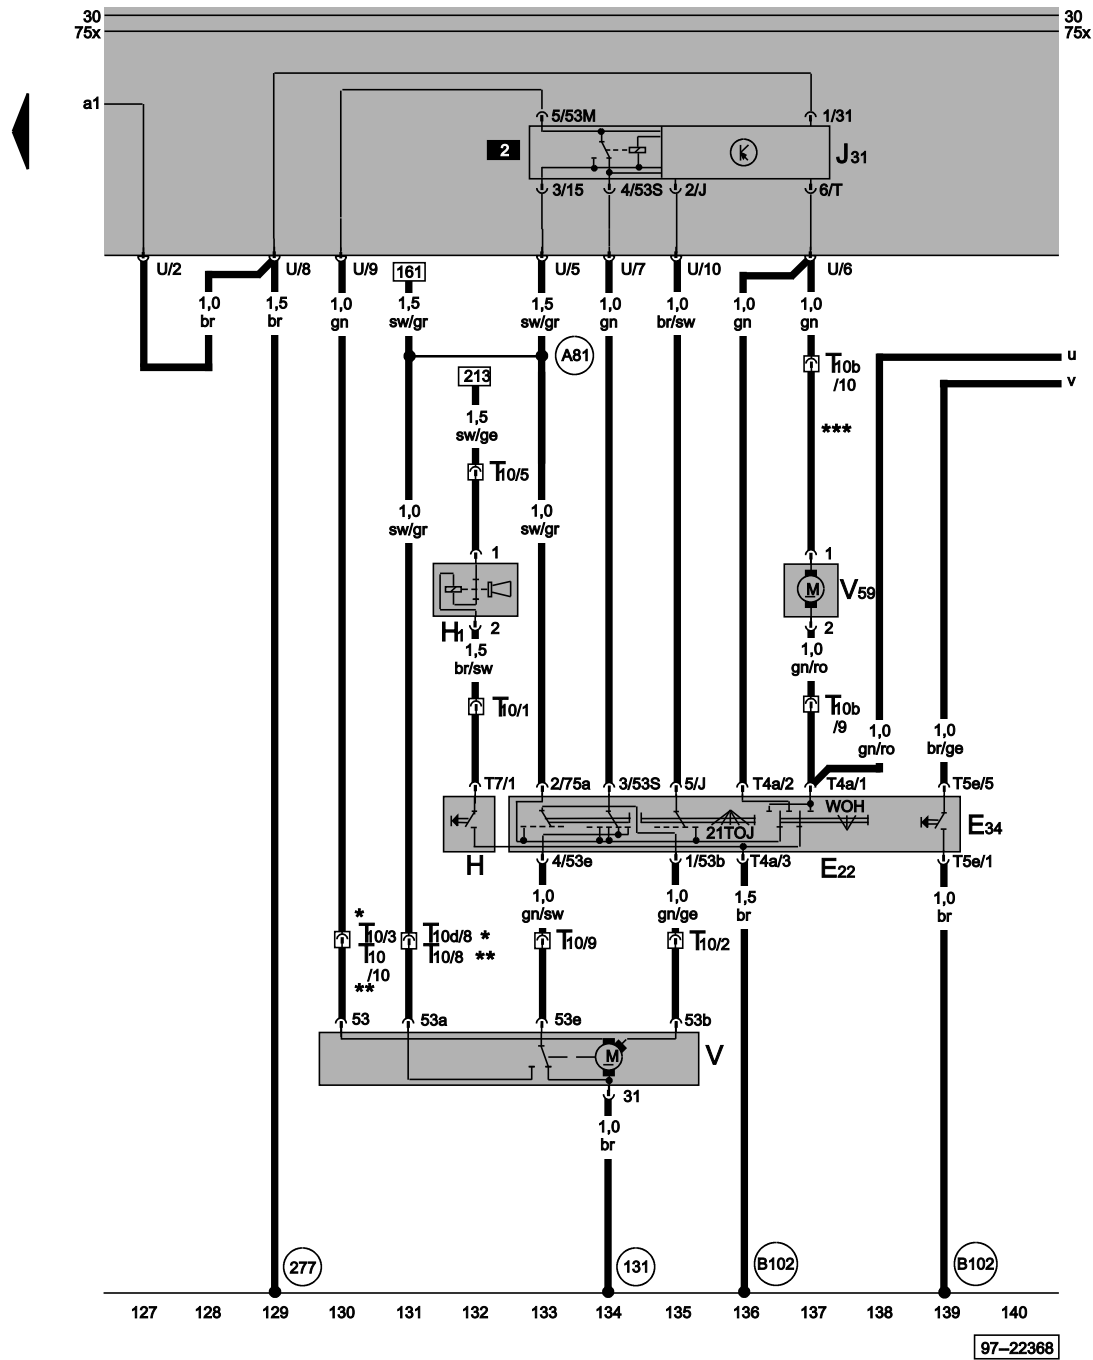 30 30
75x 75x
a1
5/53M 1/31
2 J31
3/15 4/53S 2/J 6/T
U/2 U/8 U/9 161 U/5 U/7 U/10 U/6
1,0 1,5 1,0 1,5 1,5 1,0 1,0 1,0 1,0
br br gn sw/gr sw/gr gn br/sw gn gn
A81 u
T10b
/10
213 v
1,5
sw/ge
***
T10/5
1,0 1,0
sw/gr sw/gr
1 1
M V59
H1 2 2
1,5 1,0
br/sw gn/ro
T10/1 T10b
/9
1,0 1,0
gn/ro br/ge
T7/1 2/75a 3/53S 5/J T4a/2 T4a/1 T5e/5
WOH
21TOJ E34
H 4/53e 1/53b T4a/3 E22 T5e/1
1,0 1,0 1,5 1,0
gn/sw gn/ge br br
*
T10/3 T10d/8 * T10/9 T10/2
T10 T10/8 **
/10
**
53 53a 53e 53b
M V
31
1,0
br
277 131 B102 B102
127 128 129 130 131 132 133 134 135 136 137 138 139 140
97–22368